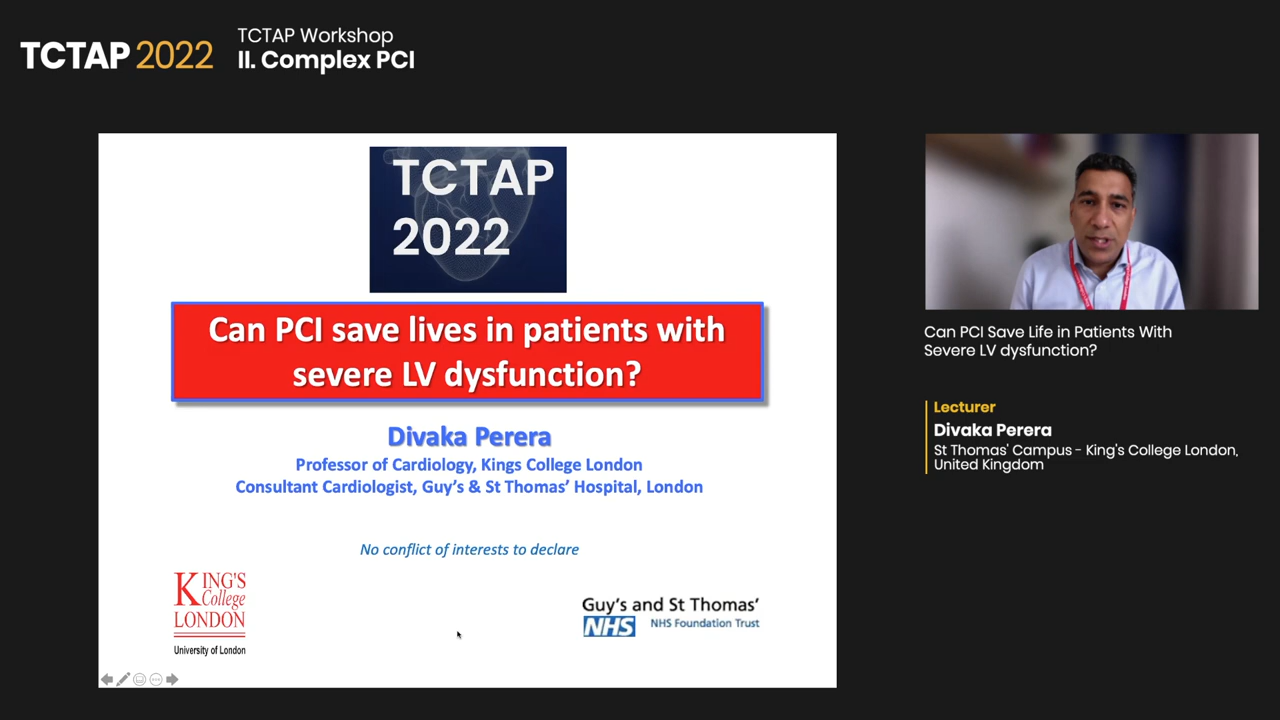 TCTAP 2022
TCTAP Workshop
II. Complex PCI
TCTAP
2022
Can PCI save lives in patients with
severe LV dysfunction?
Divaka Perera
Professor of Cardiology, Kings College London
Consultant Cardiologist, Guy's & St Thomas' Hospital, London
No conflict of interests to declare
KING'S
College
LONDON
University of London
Guy's and St Thomas'
NHS
NHS Foundation Trust
Can PCI Save Life in Patients With
Severe LV dysfunction?
Lecturer
Divaka Perera
St Thomas' Campus - King's College London,
United Kingdom